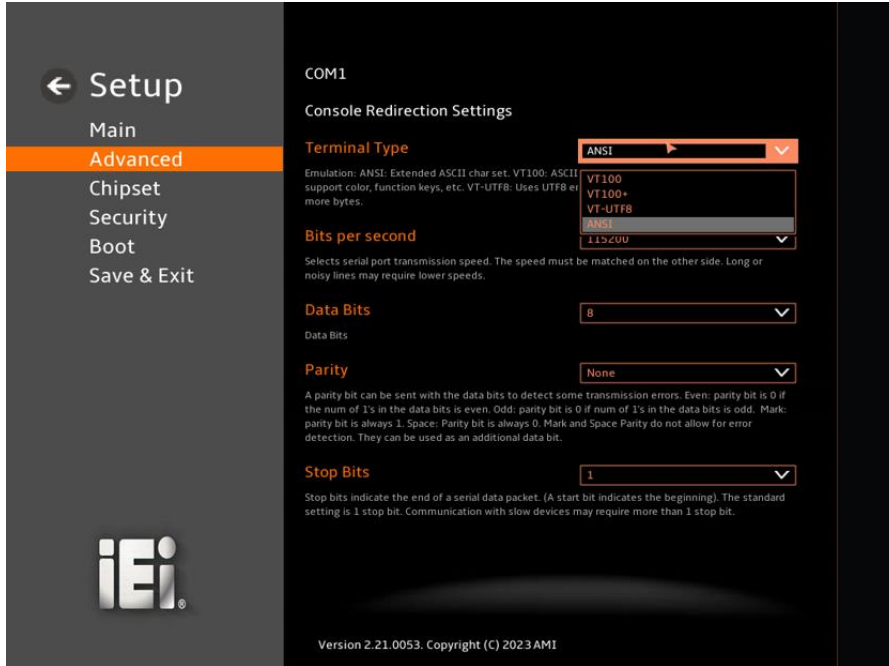 Setup
Main
Advanced
Chipset
Security
Boot
Save & Exit
iEi
®
COM1
Console Redirection Settings
Terminal Type
ANSI
Emulation: ANSI: Extended ASCII char set. VT100: ASCII
support color, function keys, etc. VT-UTF8: Uses UTF8
more bytes.
VT100
VT100+
VT-UTF8
ANSI
Bits per second
115200
Selects serial port transmission speed. The speed must be matched on the other side. Long or
noisy lines may require lower speeds.
Data Bits
8
Data Bits
Parity
None
A parity bit can be sent with the data bits to detect some transmission errors. Even: parity bit is 0 if
the num of 1's in the data bits is even. Odd: parity bit is 0 if num of 1's in the data bits is odd. Mark:
parity bit is always 1. Space: Parity bit is always 0. Mark and Space Parity do not allow for error
detection. They can be used as an additional data bit.
Stop Bits
1
Stop bits indicate the end of a serial data packet. (A start bit indicates the beginning). The standard
setting is 1 stop bit. Communication with slow devices may require more than 1 stop bit.
Version 2.21.0053. Copyright (C) 2023 AMI